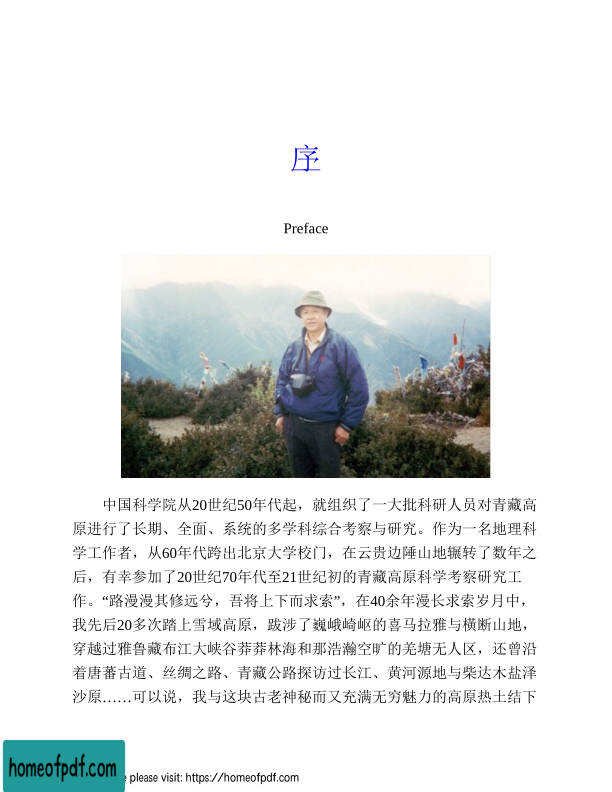 序
Preface
中国科学院从20世纪50年代起，就组织了一大批科研人员对青藏高
原进行了长期、全面、系统的多学科综合考察与研究。作为一名地理科
学工作者，从60年代跨出北京大学校门，在云贵边陲山地辗转了数年之
后，有幸参加了20世纪70年代至21世纪初的青藏高原科学考察研究工
作。“路漫漫其修远兮，吾将上下而求索”，在40余年漫长求索岁月中，
我先后20多次踏上雪域高原，跋涉了巍峨崎岖的喜马拉雅与横断山地，
穿越过雅鲁藏布江大峡谷莽莽林海和那浩瀚空旷的羌塘无人区，还曾沿
着唐蕃古道、丝绸之路、青藏公路探访过长江、黄河源地与柴达木盐泽
沙原……可以说，我与这块古老神秘而又充满无穷魅力的高原热土结下
homeofpdf.com
e please visit: https://homeofpdf.com